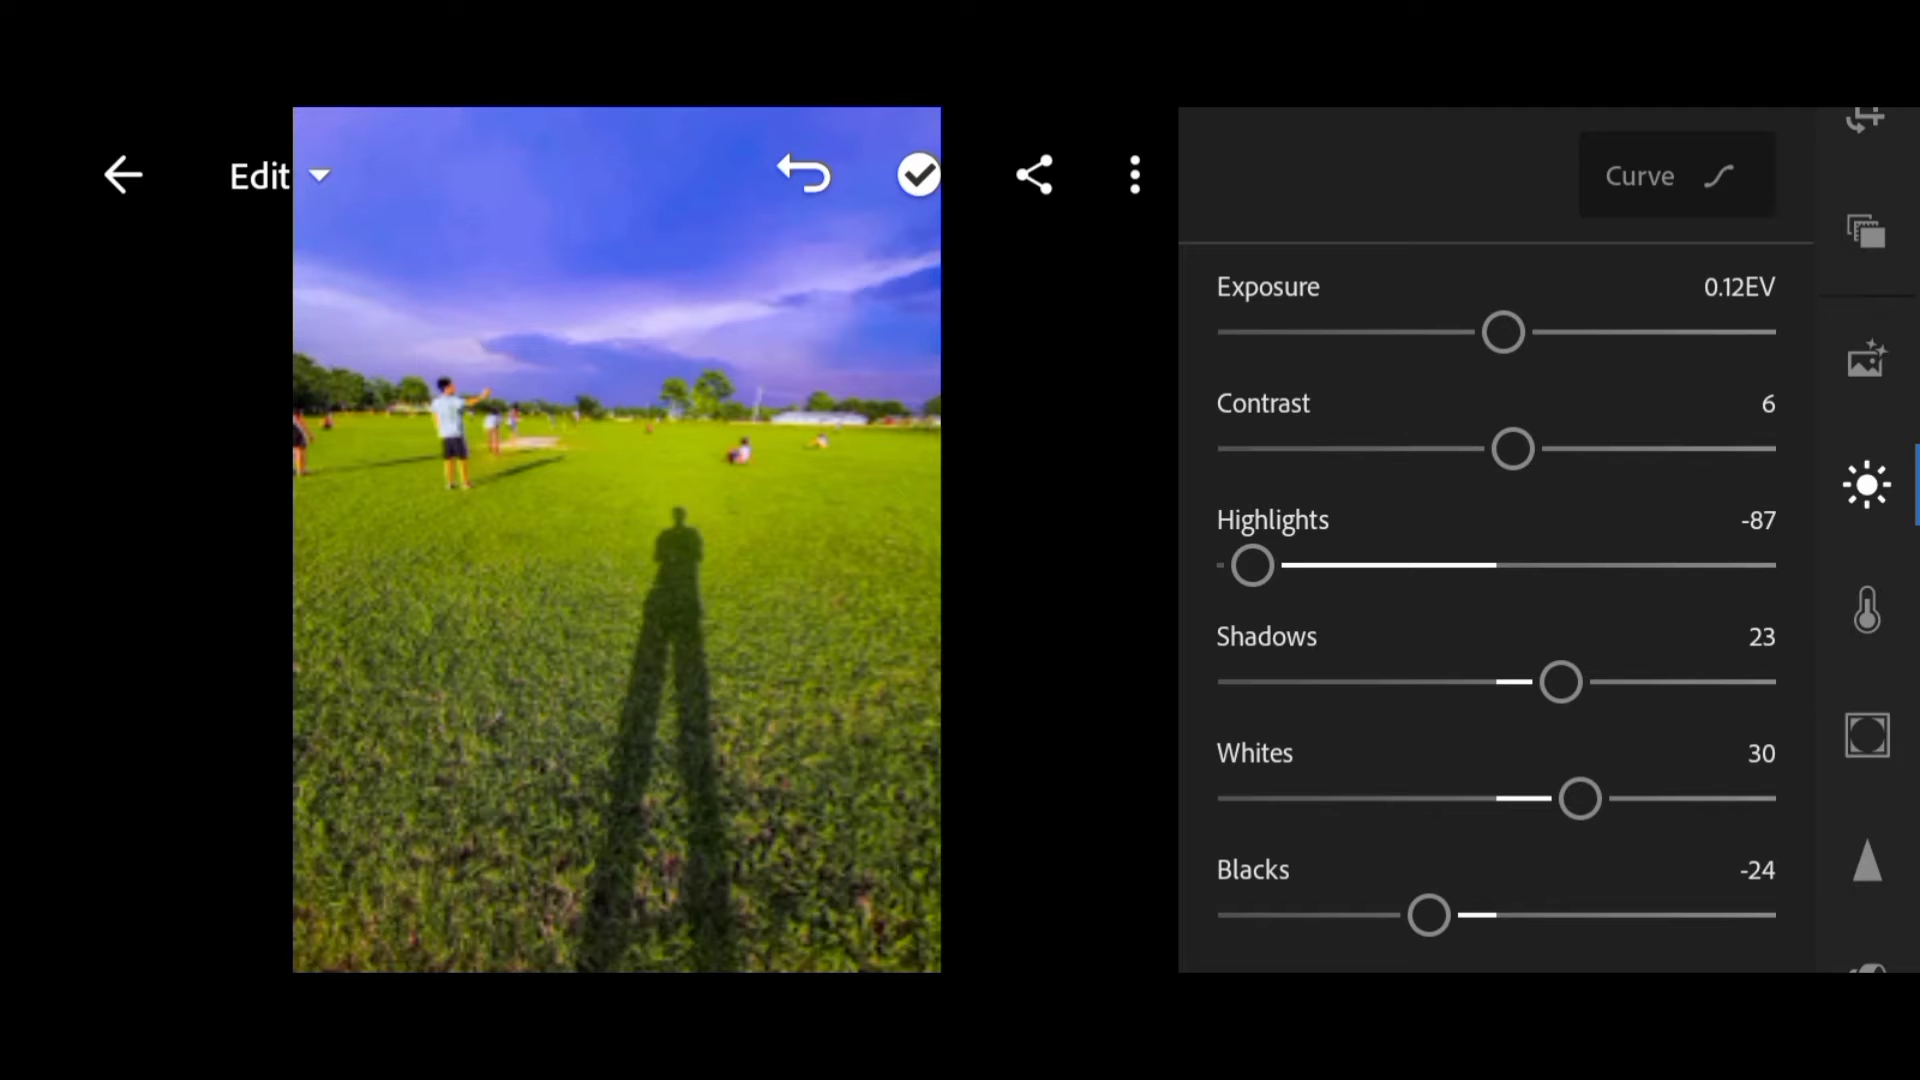 Edit
Curve
Exposure 0.12EV
Contrast 6
Highlights -87
Shadows 23
Whites 30
Blacks -24